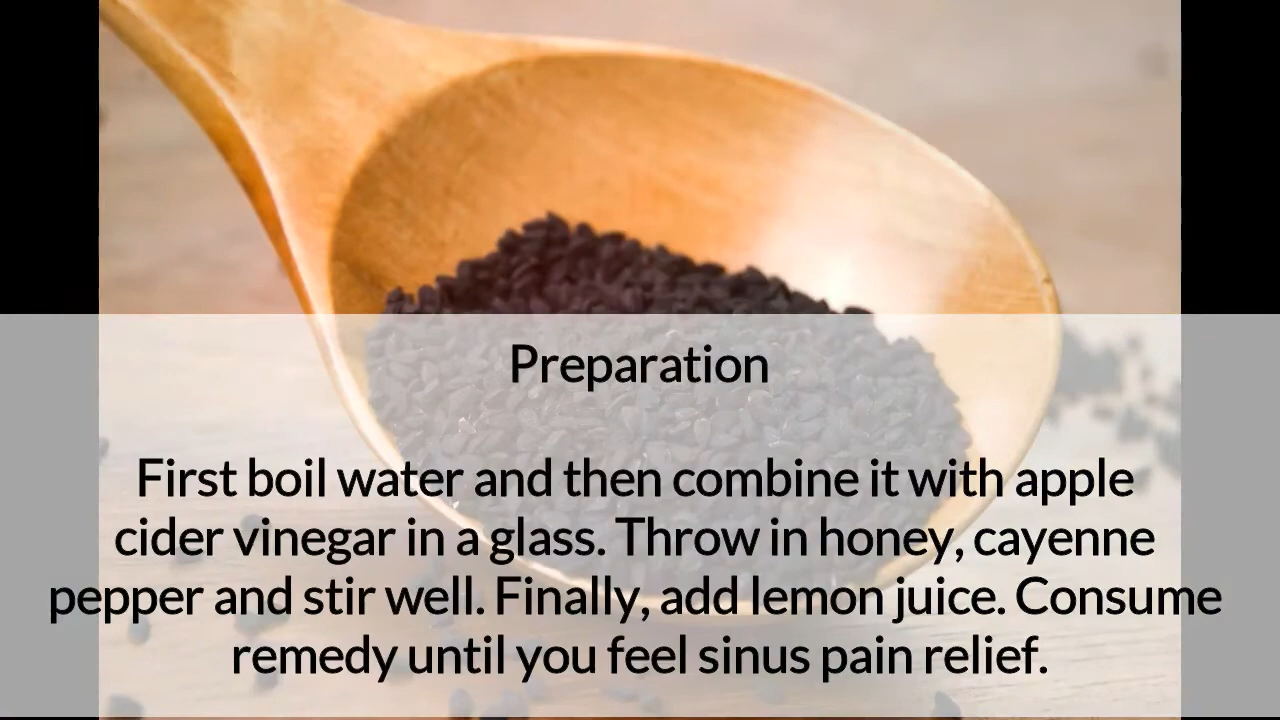 Preparation
First boil water and then combine it with apple
cider vinegar in a glass. Throw in honey, cayenne
pepper and stir well. Finally, add lemon juice. Consume
remedy until you feel sinus pain relief.